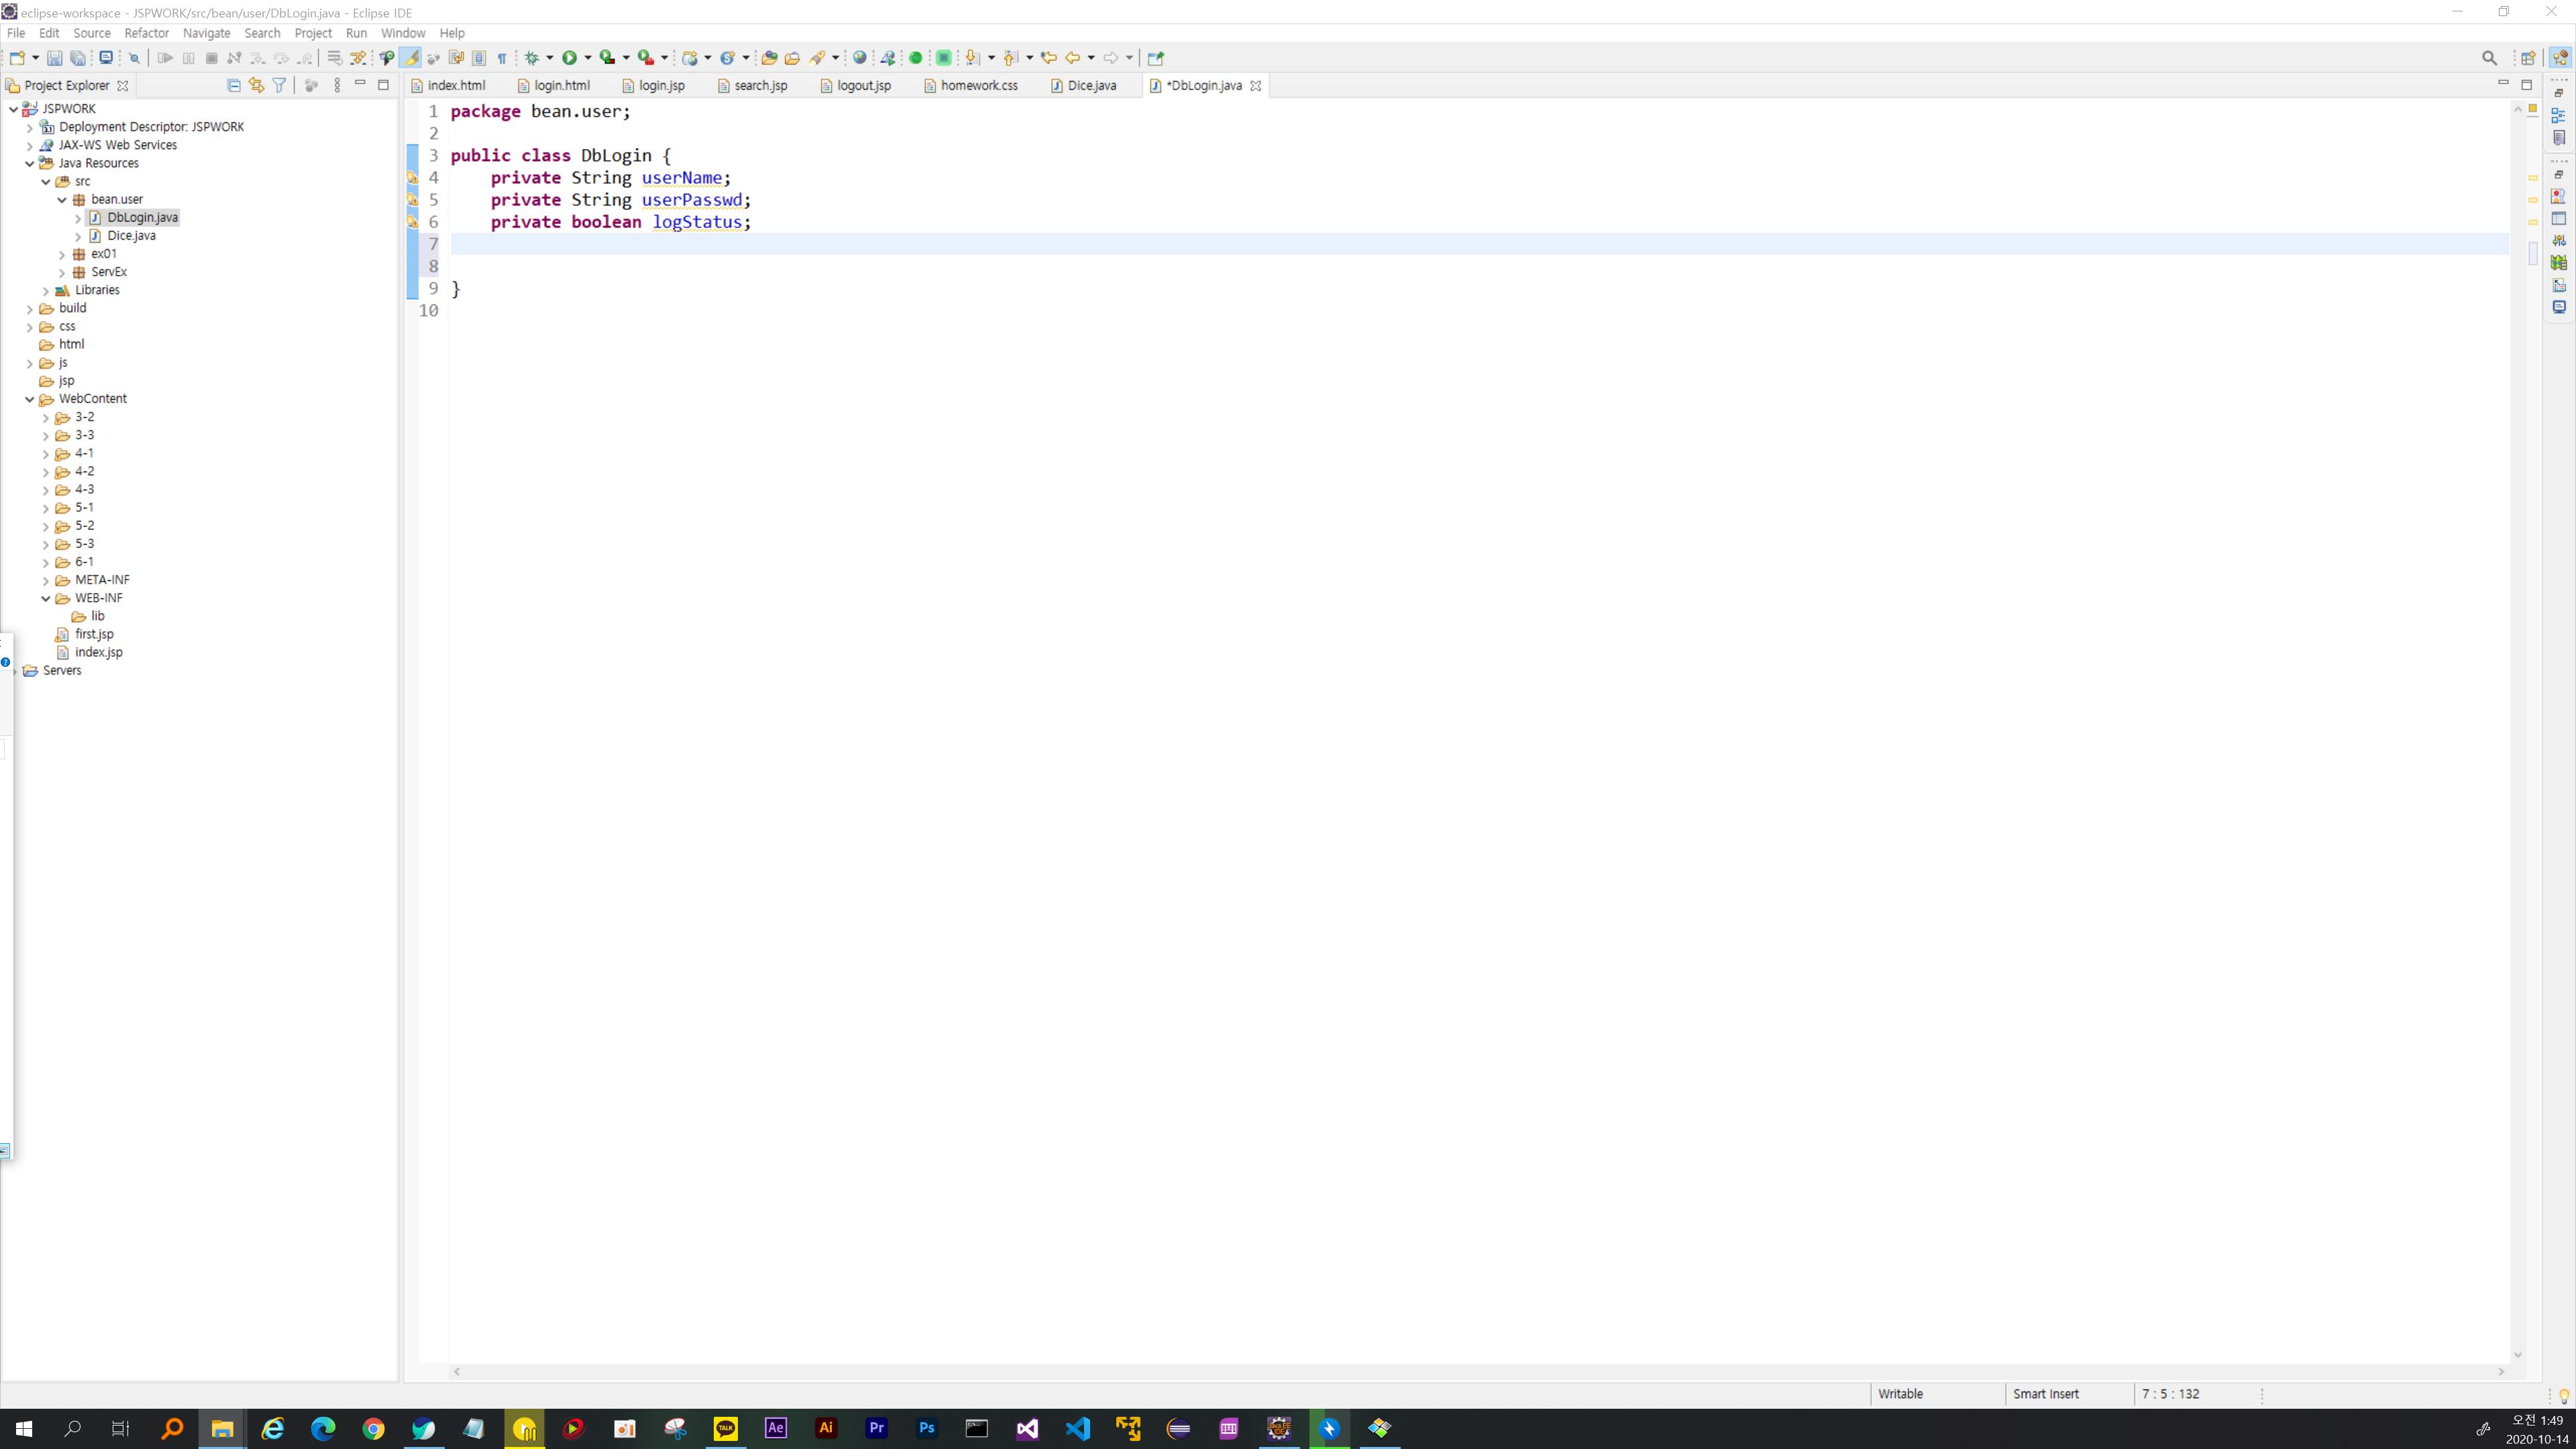 eclipse-workspace - JSPWORK/src/bean/user/DbLogin.java - Eclipse IDE
File Edit Source Refactor Navigate Search Project Run Window Help
Project Explorer
JSPWORK
Deployment Descriptor: JSPWORK
JAX-WS Web Services
Java Resources
src
bean.user
DbLogin.java
Dice.java
ex01
ServEx
Libraries
build
css
html
js
jsp
WebContent
3-2
3-3
4-1
4-2
4-3
5-1
5-2
5-3
6-1
META-INF
WEB-INF
lib
first.jsp
index.jsp
Servers
index.html login.html login.jsp search.jsp logout.jsp homework.css Dice.java *DbLogin.java
1 package bean.user;
2
3 public class DbLogin {
4 private String userName;
5 private String userPasswd;
6 private boolean logStatus;
7
8
9 }
10
Writable Smart Insert 7 : 5 : 132
TALK Ae Ai Pr Ps
오전 1:49
2020-10-14